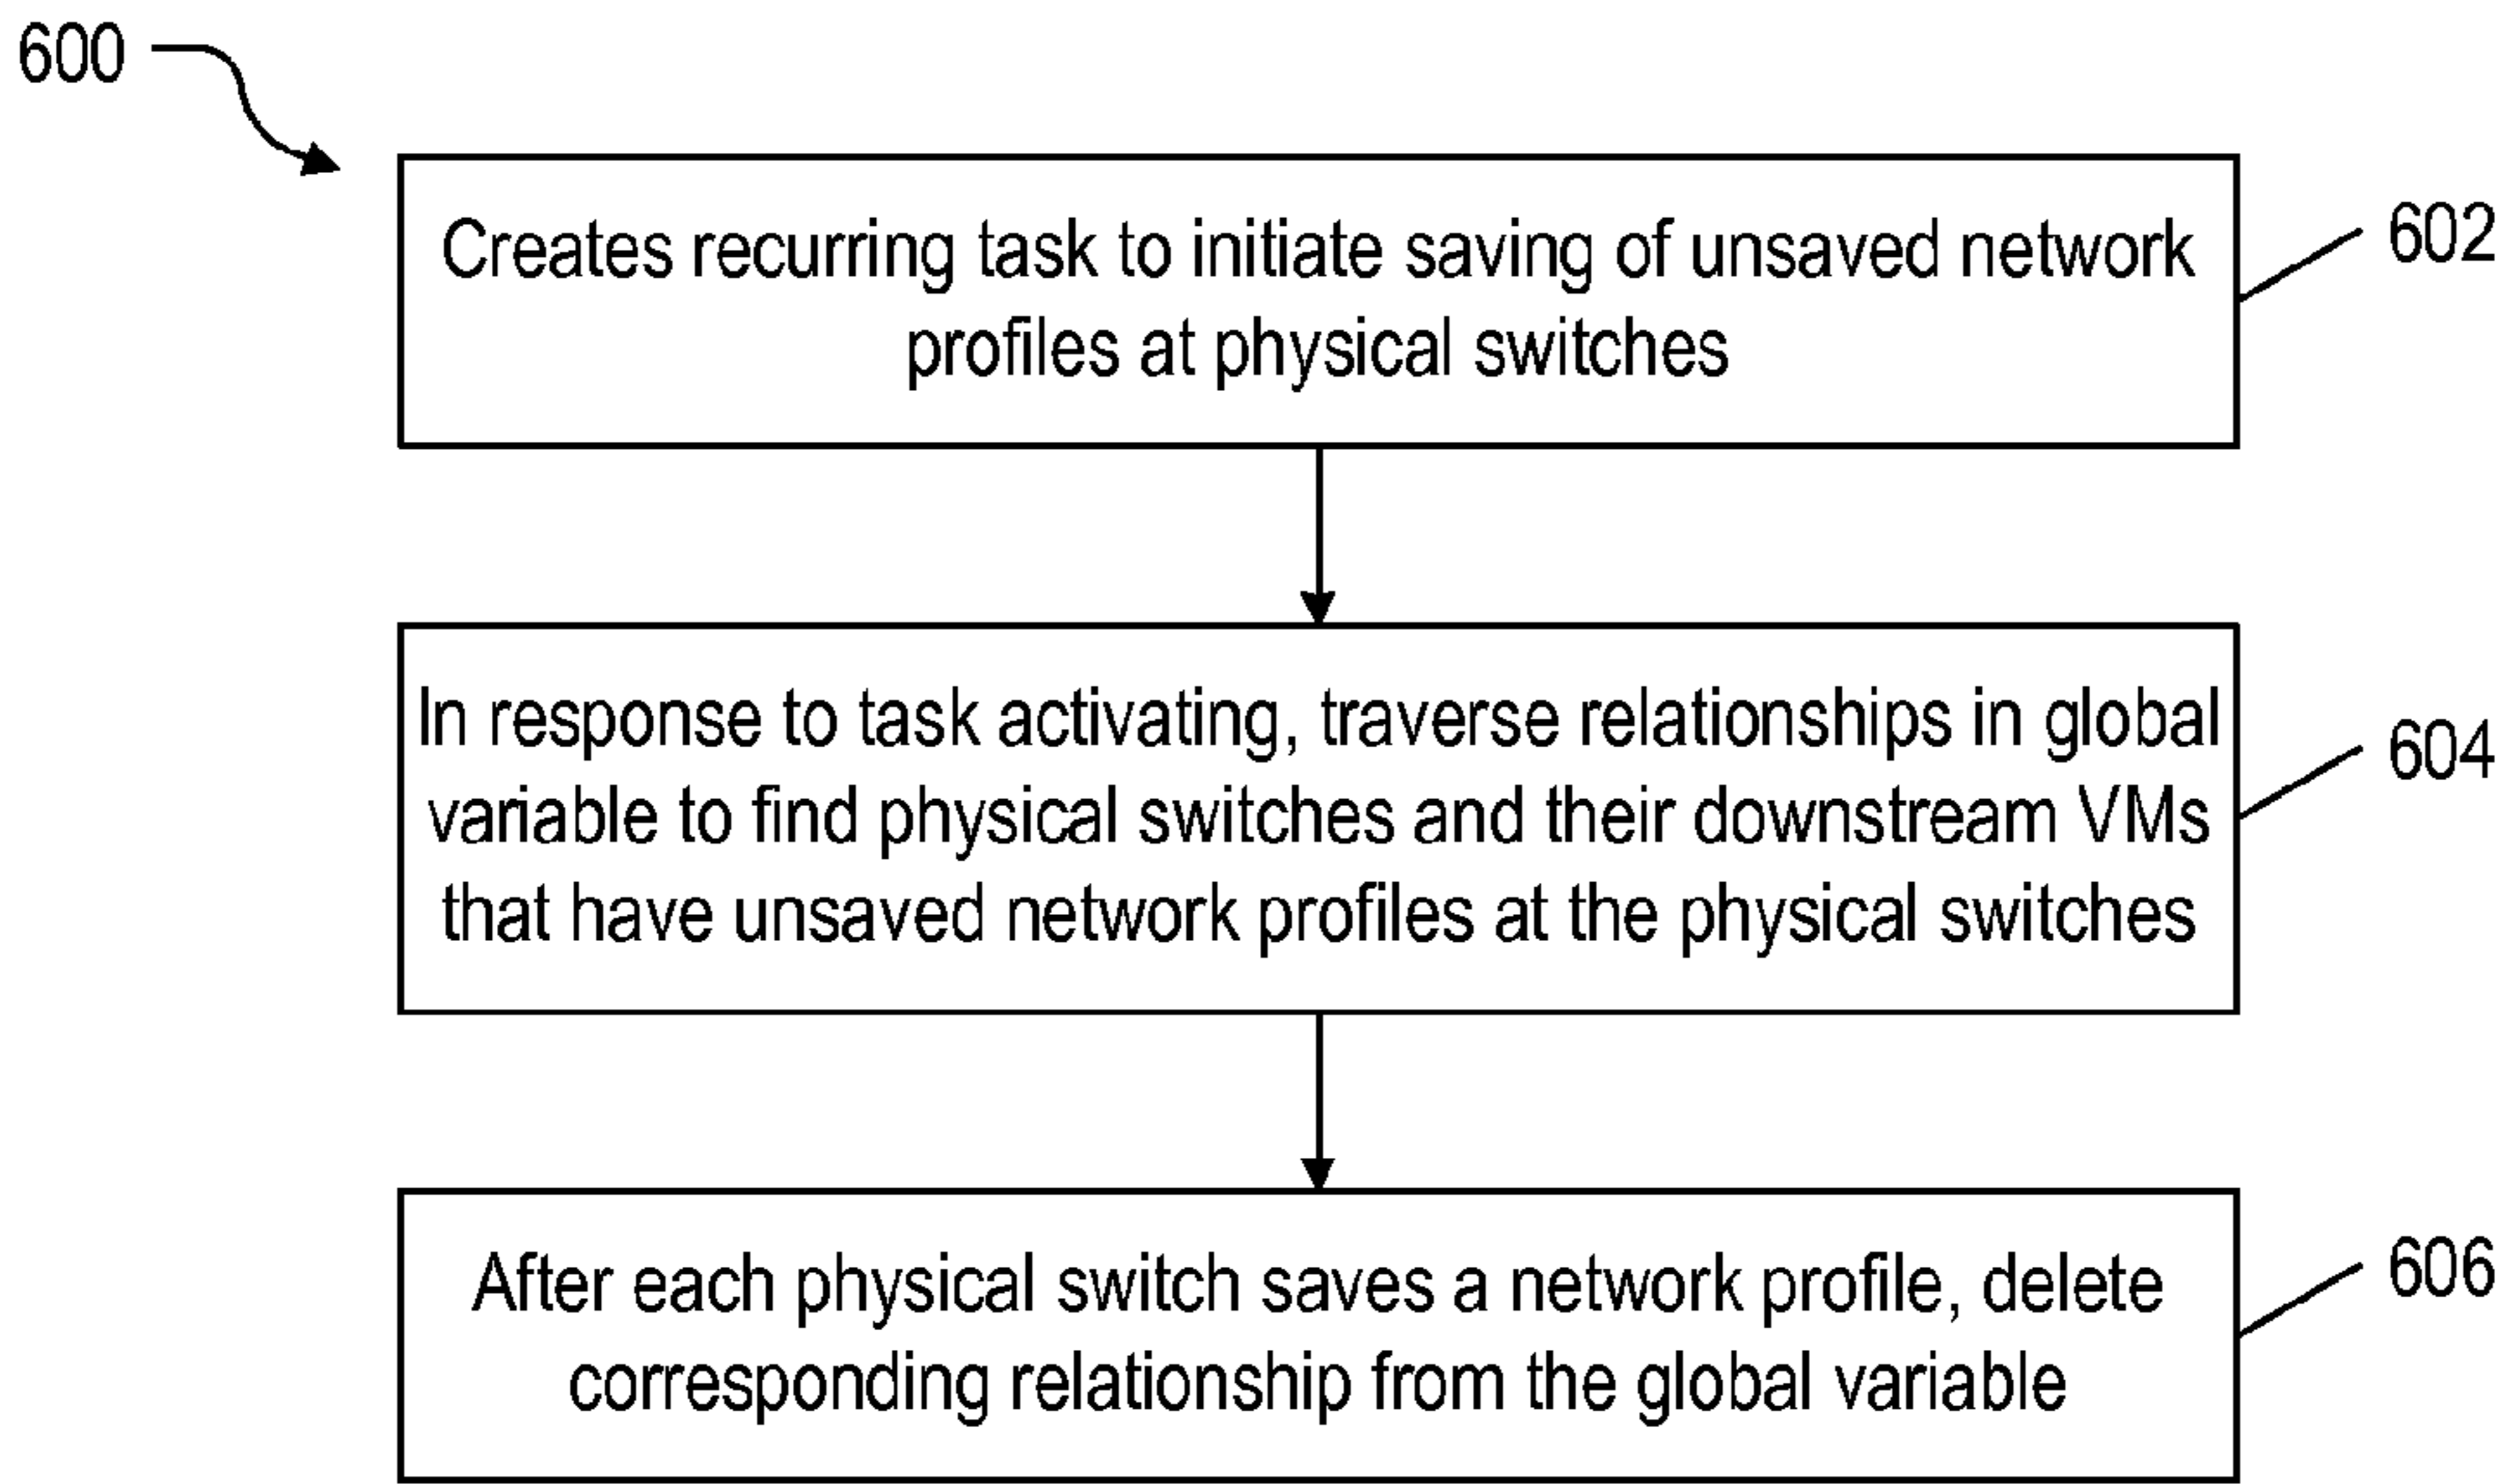 600
Creates recurring task to initiate saving of unsaved network
profiles at physical switches
602
In response to task activating, traverse relationships in global
variable to find physical switches and their downstream VMs
that have unsaved network profiles at the physical switches
604
After each physical switch saves a network profile, delete
corresponding relationship from the global variable
606